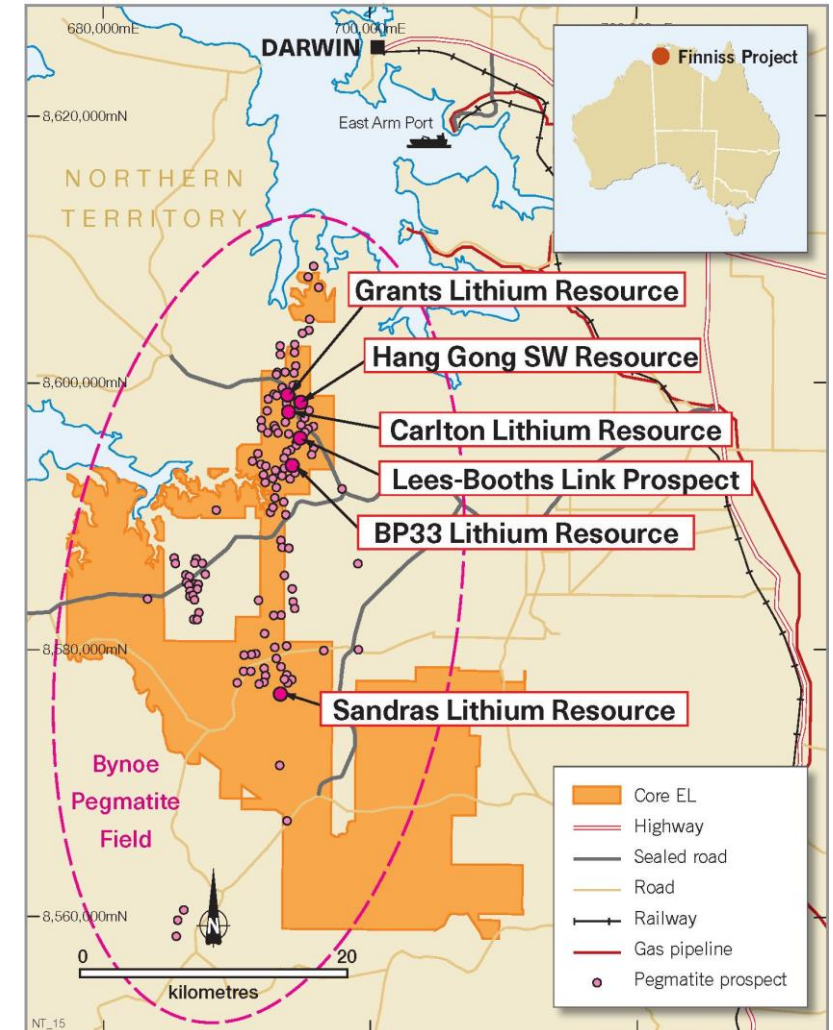 680,000mE
700,000mE
DARWIN
Finniss Project
8,620,000mN
East Arm Port
NORTHERN
TERRITORY
Grants Lithium Resource
Hang Gong SW Resource
8,600,000mN
Carlton Lithium Resource
Lees-Booths Link Prospect
BP33 Lithium Resource
8,580,000mN
Sandras Lithium Resource
Bynoe
Pegmatite
Field
Core EL
Highway
Sealed road
Road
Railway
Gas pipeline
Pegmatite prospect
8,560,000mN
N
0 20
kilometres
NT_15